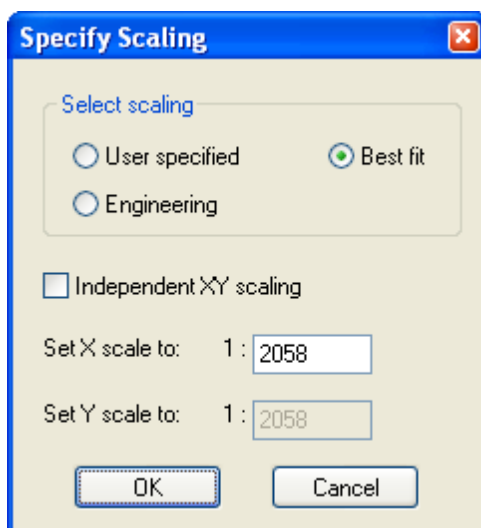 Specify Scaling
Select scaling
User specified Best fit
Engineering
Independent XY scaling
Set X scale to: 1 : 2058
Set Y scale to: 1 : 2058
OK Cancel